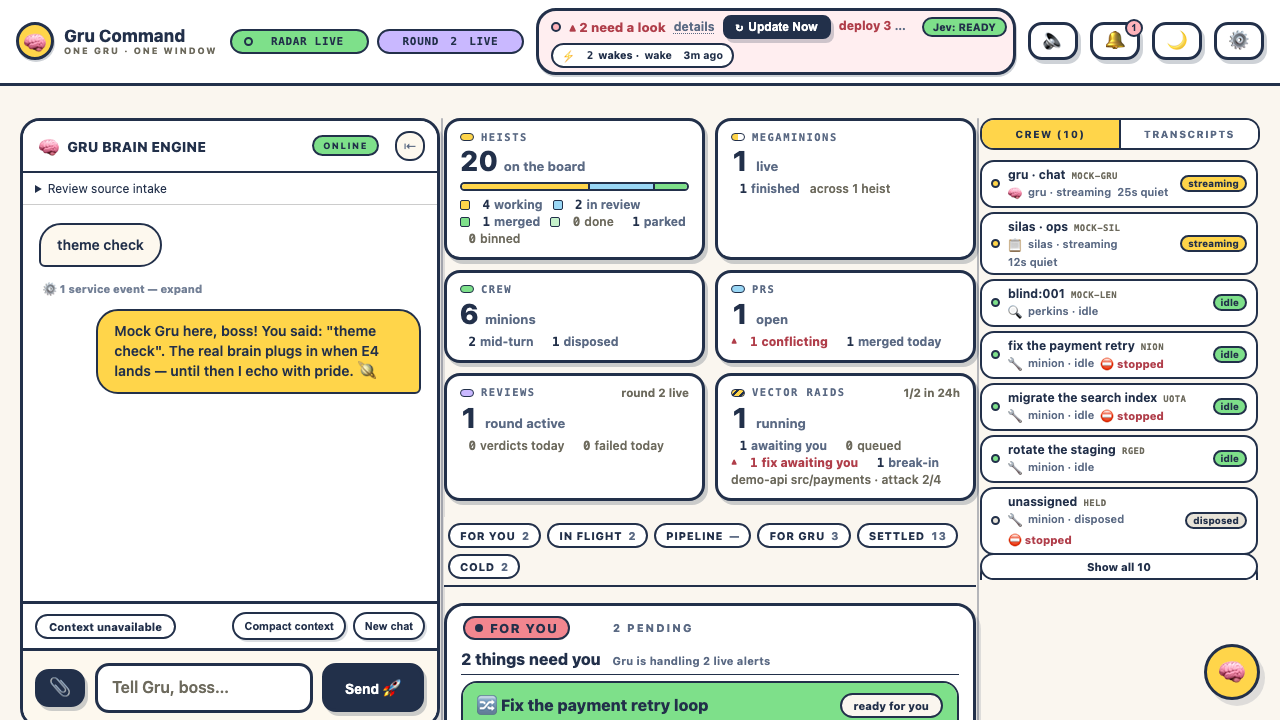 Gru Command
ONE GRU · ONE WINDOW
RADAR LIVE
ROUND 2 LIVE
▲ 2 need a look details ↻ Update Now deploy 3 ... Jev: READY
⚡ 2 wakes · wake 3m ago
1
GRU BRAIN ENGINE
ONLINE
▶ Review source intake
theme check
1 service event — expand
Mock Gru here, boss! You said: "theme
check". The real brain plugs in when E4
lands — until then I echo with pride.
Context unavailable
Compact context
New chat
Tell Gru, boss...
Send
HEISTS
20 on the board
4 working 2 in review
1 merged 0 done 1 parked
0 binned
MEGAMINIONS
1 live
1 finished across 1 heist
CREW
6 minions
2 mid-turn 1 disposed
PRS
1 open
▲ 1 conflicting 1 merged today
REVIEWS round 2 live
1 round active
0 verdicts today 0 failed today
VECTOR RAIDS 1/2 in 24h
1 running
1 awaiting you 0 queued
▲ 1 fix awaiting you 1 break-in
demo-api src/payments · attack 2/4
FOR YOU 2
IN FLIGHT 2
PIPELINE —
FOR GRU 3
SETTLED 13
COLD 2
FOR YOU 2 PENDING
2 things need you Gru is handling 2 live alerts
Fix the payment retry loop ready for you
CREW (10)
TRANSCRIPTS
gru · chat MOCK-GRU
gru · streaming 25s quiet
streaming
silas · ops MOCK-SIL
silas · streaming
12s quiet
streaming
blind:001 MOCK-LEN
perkins · idle
idle
fix the payment retry NION
minion · idle stopped
idle
migrate the search index UOTA
minion · idle stopped
idle
rotate the staging RGED
minion · idle
idle
unassigned HELD
minion · disposed
stopped
disposed
Show all 10